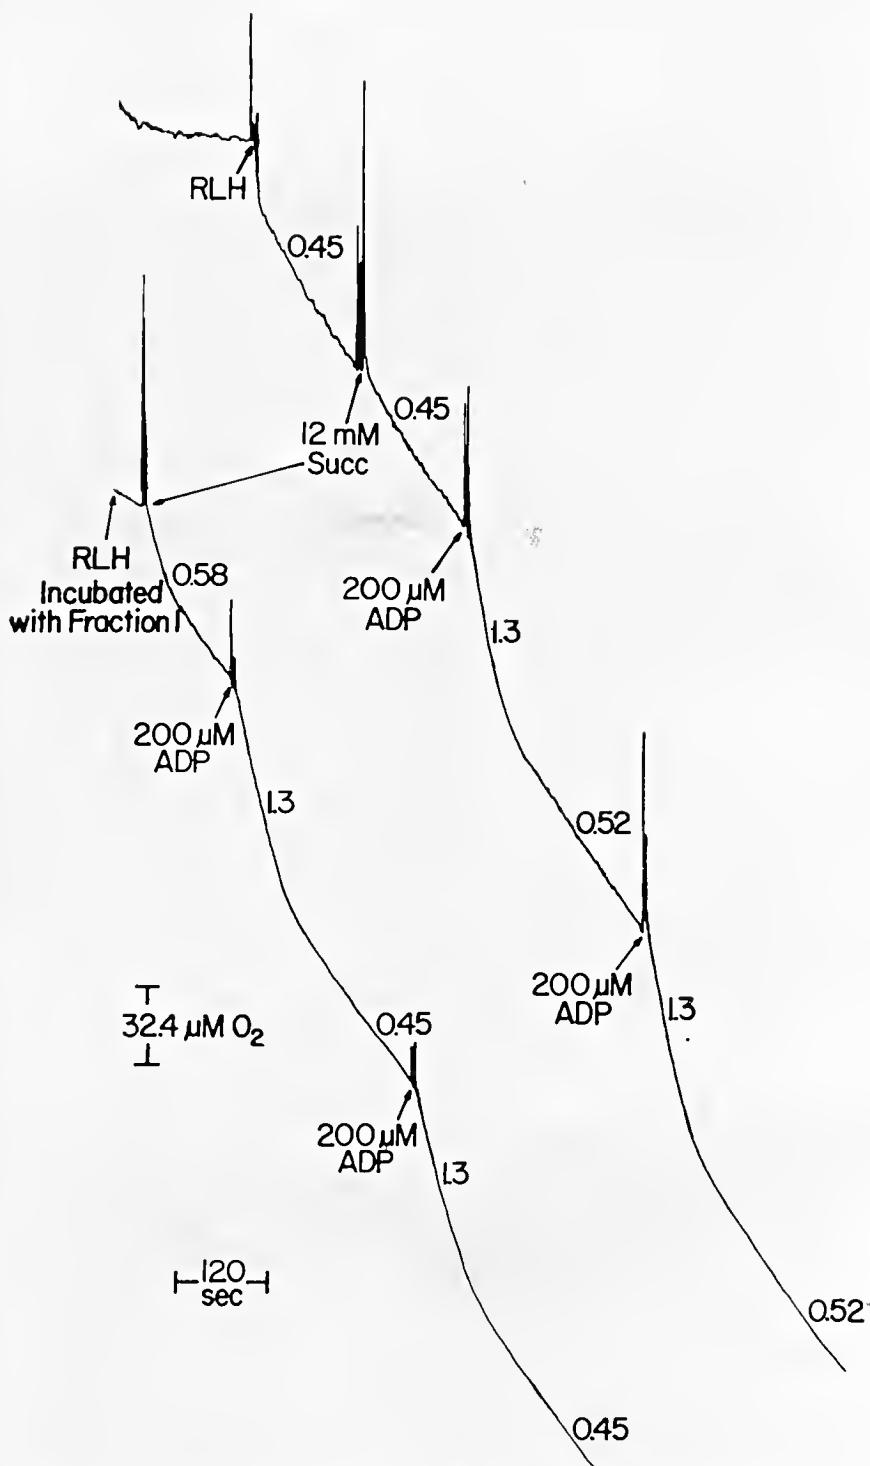 RLH
0.45
12 mM
Succ
0.45
200 µM
ADP
1.3
0.52
200 µM
ADP
1.3
0.52
RLH
Incubated
with Fraction I
0.58
200 µM
ADP
1.3
0.45
200 µM
ADP
1.3
0.45
32.4 µM O₂
120
sec